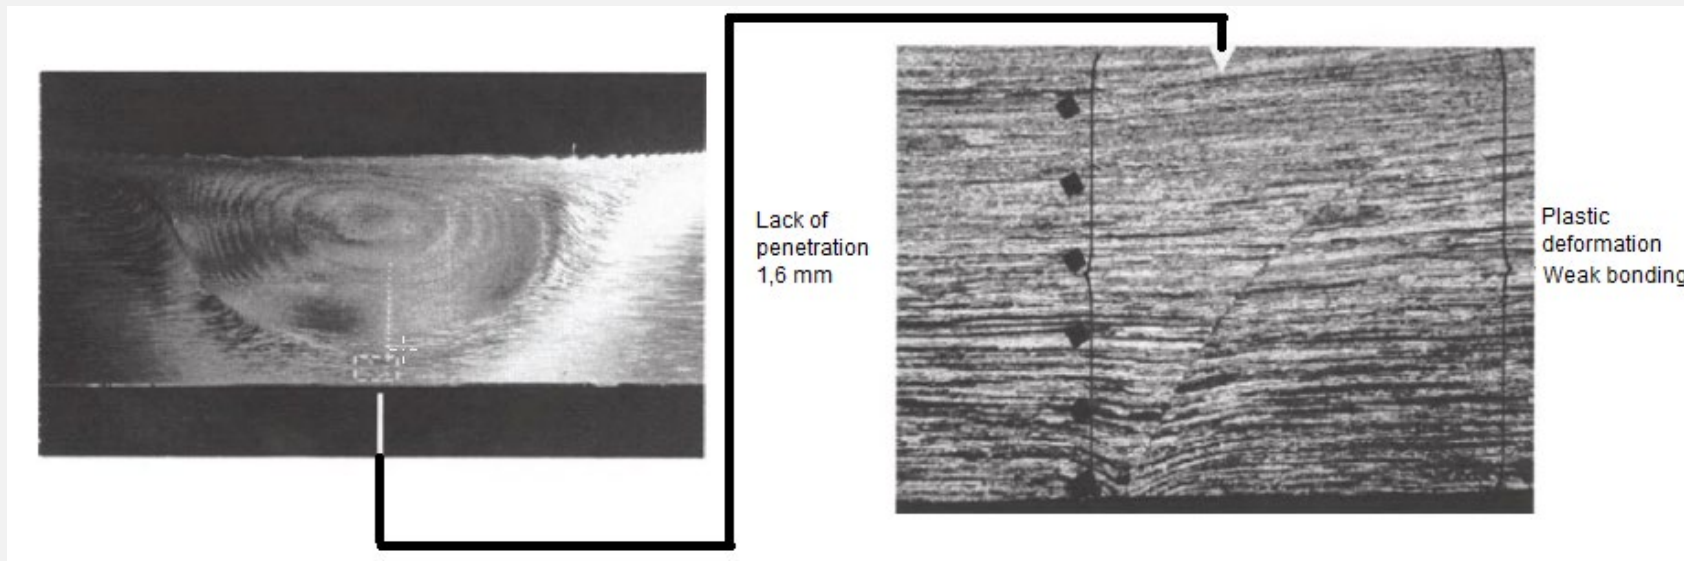 Lack of
penetration
1,6 mm
Plastic
deformation
Weak bonding